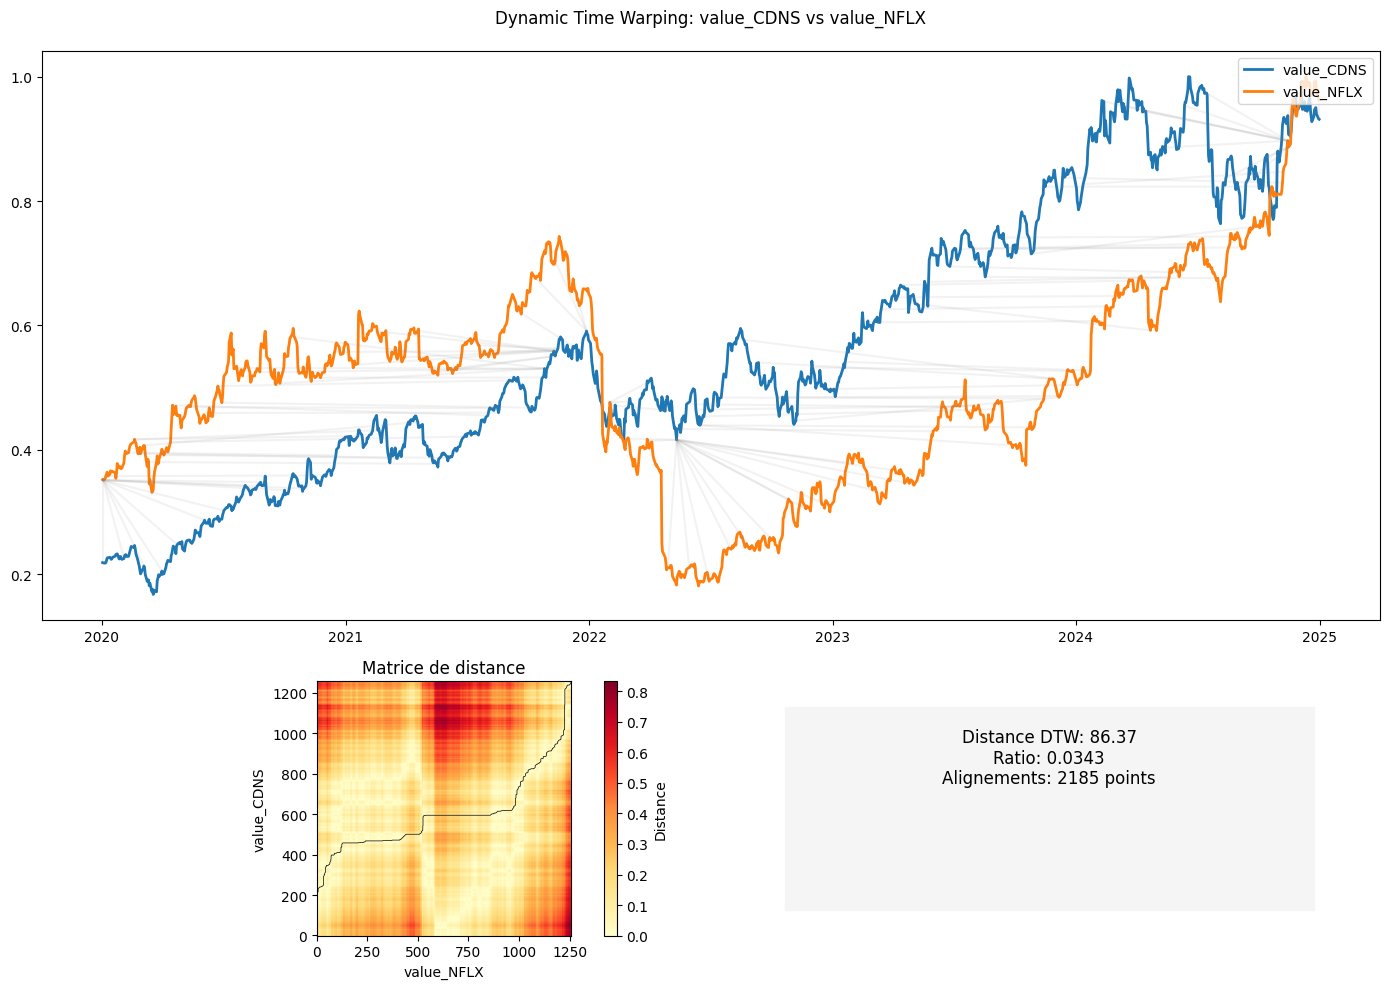 Dynamic Time Warping: value_CDNS vs value_NFLX
value_CDNS
value_NFLX
1.0
0.8
0.6
0.4
0.2
2020 2021 2022 2023 2024 2025
Matrice de distance
value_CDNS
1200
1000
800
600
400
200
0
0 250 500 750 1000 1250
value_NFLX
0.8
0.7
0.6
0.5
0.4
0.3
0.2
0.1
0.0
Distance
Distance DTW: 86.37
Ratio: 0.0343
Alignements: 2185 points